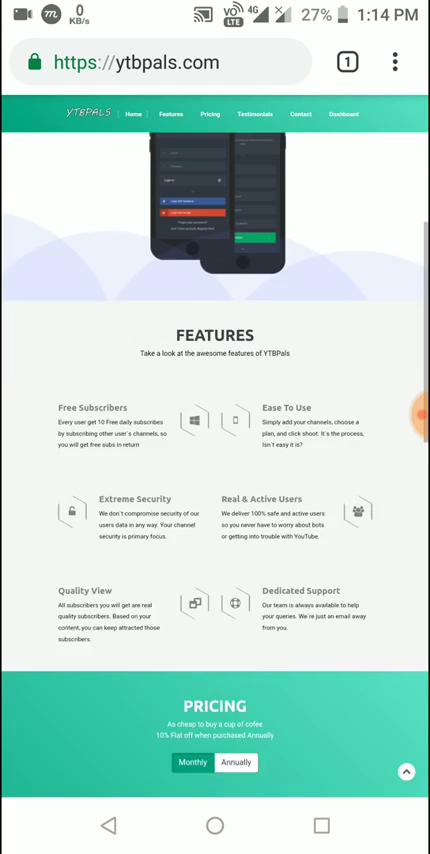 0
KB/s
VO)
LTE
4G
27%
1:14 PM
https://ytbpals.com
1
YTBPALS
Home
Features
Pricing
Testimonials
Contact
Dashboard
FEATURES
Take a look at the awesome features of YTBPals
Free Subscribers
Every user get 10 Free daily subscribes
by subscribing other user`s channels, so
you will get free subs in return
Ease To Use
Simply add your channels, choose a
plan, and click shoot. It`s the process,
Isn`t easy it is?
Extreme Security
We don`t compromise security of our
users data in any way. Your channel
security is primary focus.
Real & Active Users
We deliver 100% safe and active users
so you never have to worry about bots
or getting into trouble with YouTube.
Quality View
All subscribers you will get are real
quality subscribers. Based on your
content, you can keep attracted those
subscribers.
Dedicated Support
Our team is always available to help
your queries. We`re just an email away
from you.
PRICING
As cheap to buy a cup of cofee
10% Flat off when purchased Annually
Monthly
Annually